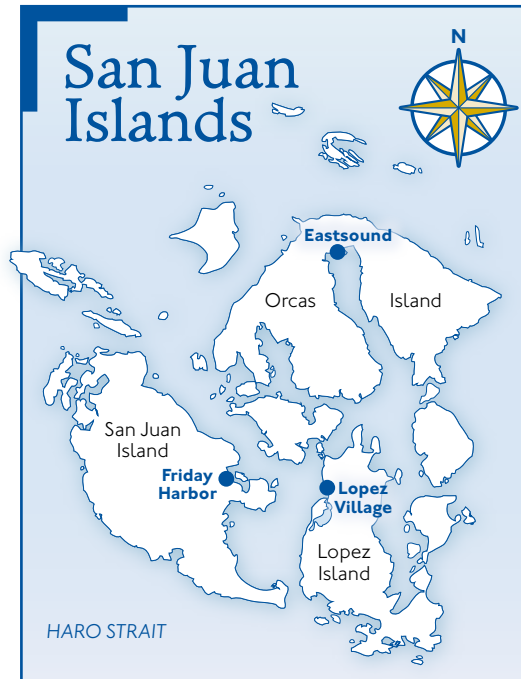 San Juan
Islands
N
Eastsound
Orcas
Island
San Juan
Island
Friday
Harbor
Lopez
Village
Lopez
Island
HARO STRAIT